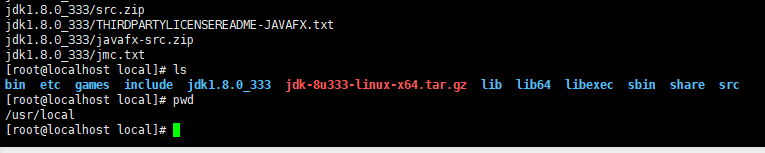 jdk1.8.0_333/src.zip
jdk1.8.0_333/THIRDPARTYLICENSEREADME-JAVAFX.txt
jdk1.8.0_333/javafx-src.zip
jdk1.8.0_333/jmc.txt
[root@localhost local]# ls
bin etc games include jdk1.8.0_333 jdk-8u333-linux-x64.tar.gz lib lib64 libexec sbin share src
[root@localhost local]# pwd
/usr/local
[root@localhost local]#